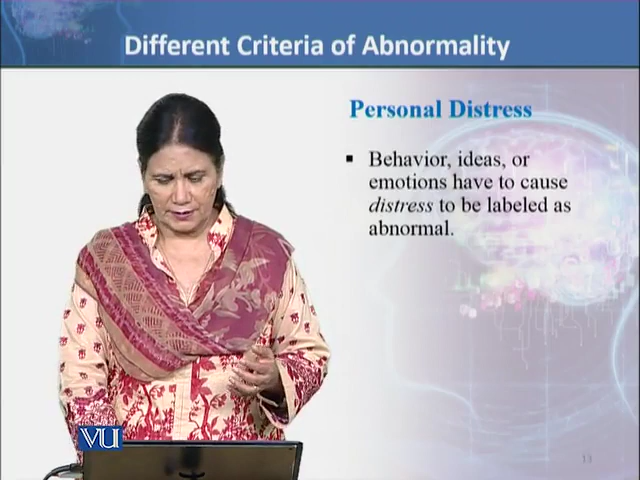 Different Criteria of Abnormality
Personal Distress
▪ Behavior, ideas, or
emotions have to cause
distress to be labeled as
abnormal.
VU
13